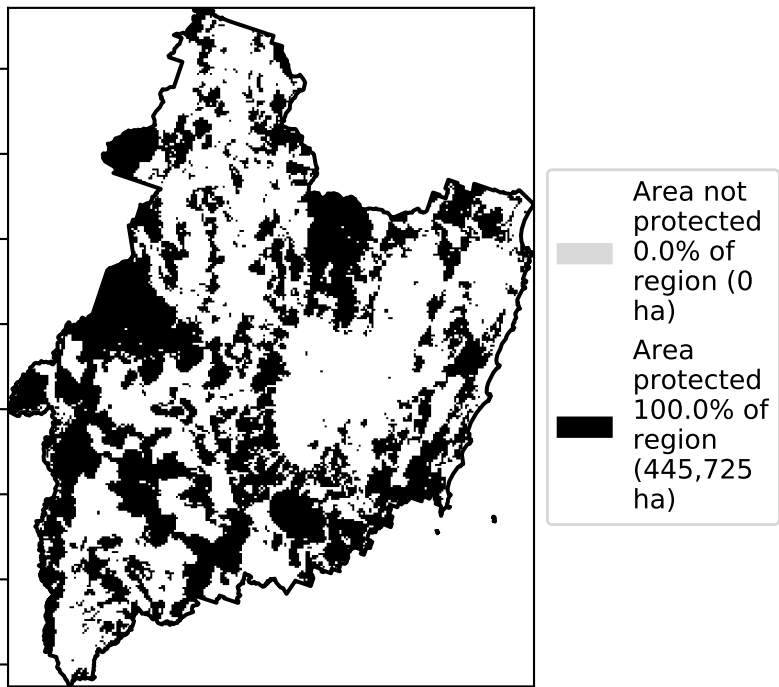 Area not
protected
0.0% of
region (0
ha)
Area
protected
100.0% of
region
(445,725
ha)